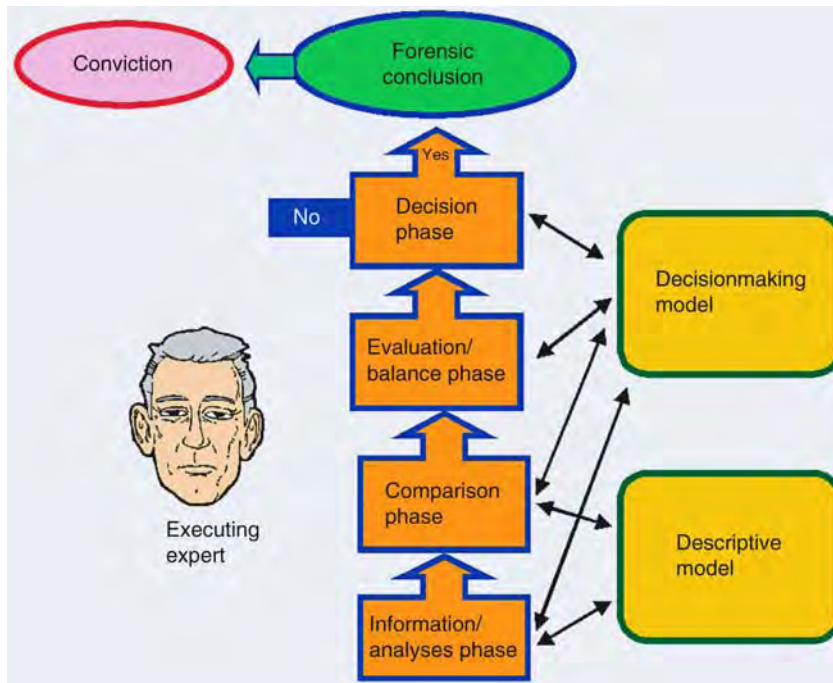 Conviction
Forensic
conclusion
Yes
No
Decision
phase
Decisionmaking
model
Evaluation/
balance phase
Comparison
phase
Executing
expert
Descriptive
model
Information/
analyses phase